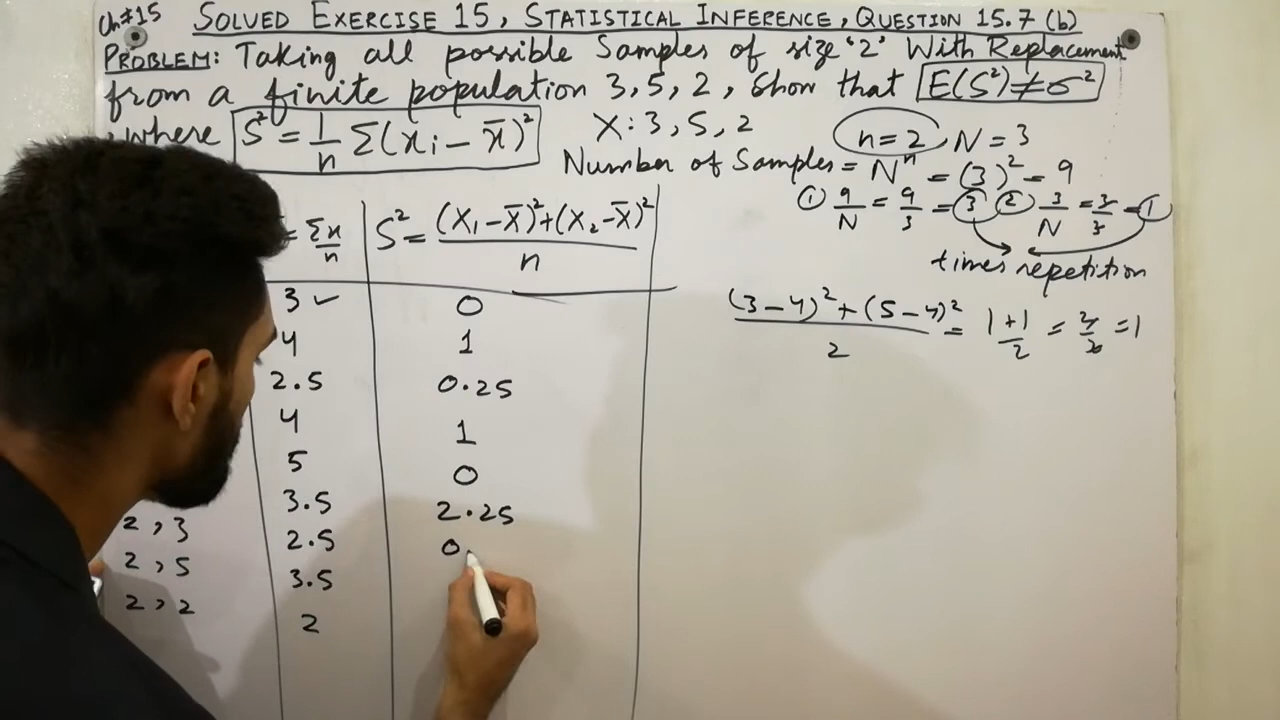 Ch#15 SOLVED EXERCISE 15, STATISTICAL INFERENCE, QUESTION 15.7 (b)
PROBLEM: Taking all possible Samples of size '2' With Replacement
from a finite population 3, 5, 2, Show that E(S²)≠σ²
where S² = 1/n Σ(xᵢ - x̄)² X: 3, 5, 2 n=2, N=3
Number of Samples = Nⁿ = (3)² = 9
① 9/N = 9/3 = 3 ② 3/N = 3/3 = 1
times repetition
= Σx/n S² = (X₁-X̄)²+(X₂-X̄)²/n
(3-4)²+(5-4)²/2 = 1+1/2 = 2/2 = 1
3 ✓ 0
4 1
2.5 0.25
4 1
5 0
3.5 2.25
2, 3 2.5 0.
2, 5 3.5
2, 2 2